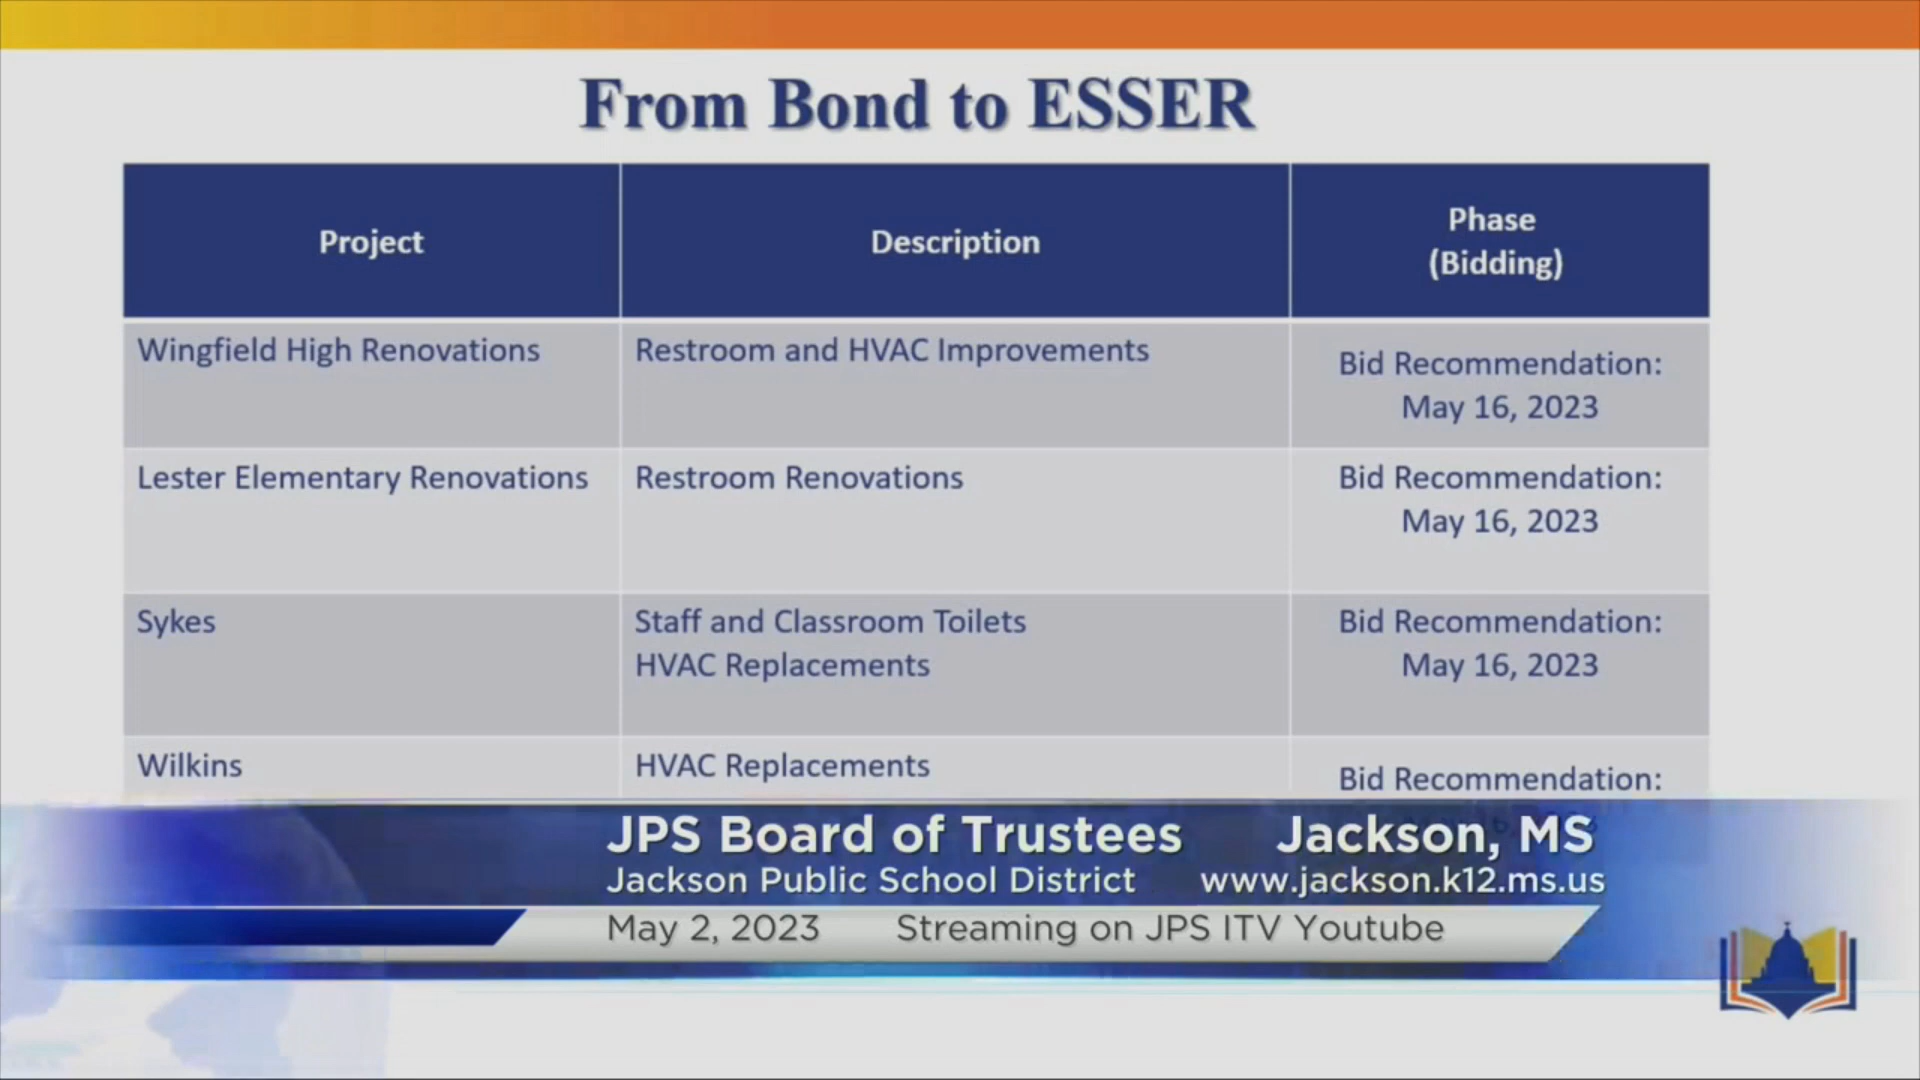 From Bond to ESSER
Project
Description
Phase
(Bidding)
Wingfield High Renovations
Restroom and HVAC Improvements
Bid Recommendation:
May 16, 2023
Lester Elementary Renovations
Restroom Renovations
Bid Recommendation:
May 16, 2023
Sykes
Staff and Classroom Toilets
HVAC Replacements
Bid Recommendation:
May 16, 2023
Wilkins
HVAC Replacements
Bid Recommendation:
JPS Board of Trustees Jackson, MS
Jackson Public School District www.jackson.k12.ms.us
May 2, 2023 Streaming on JPS ITV Youtube